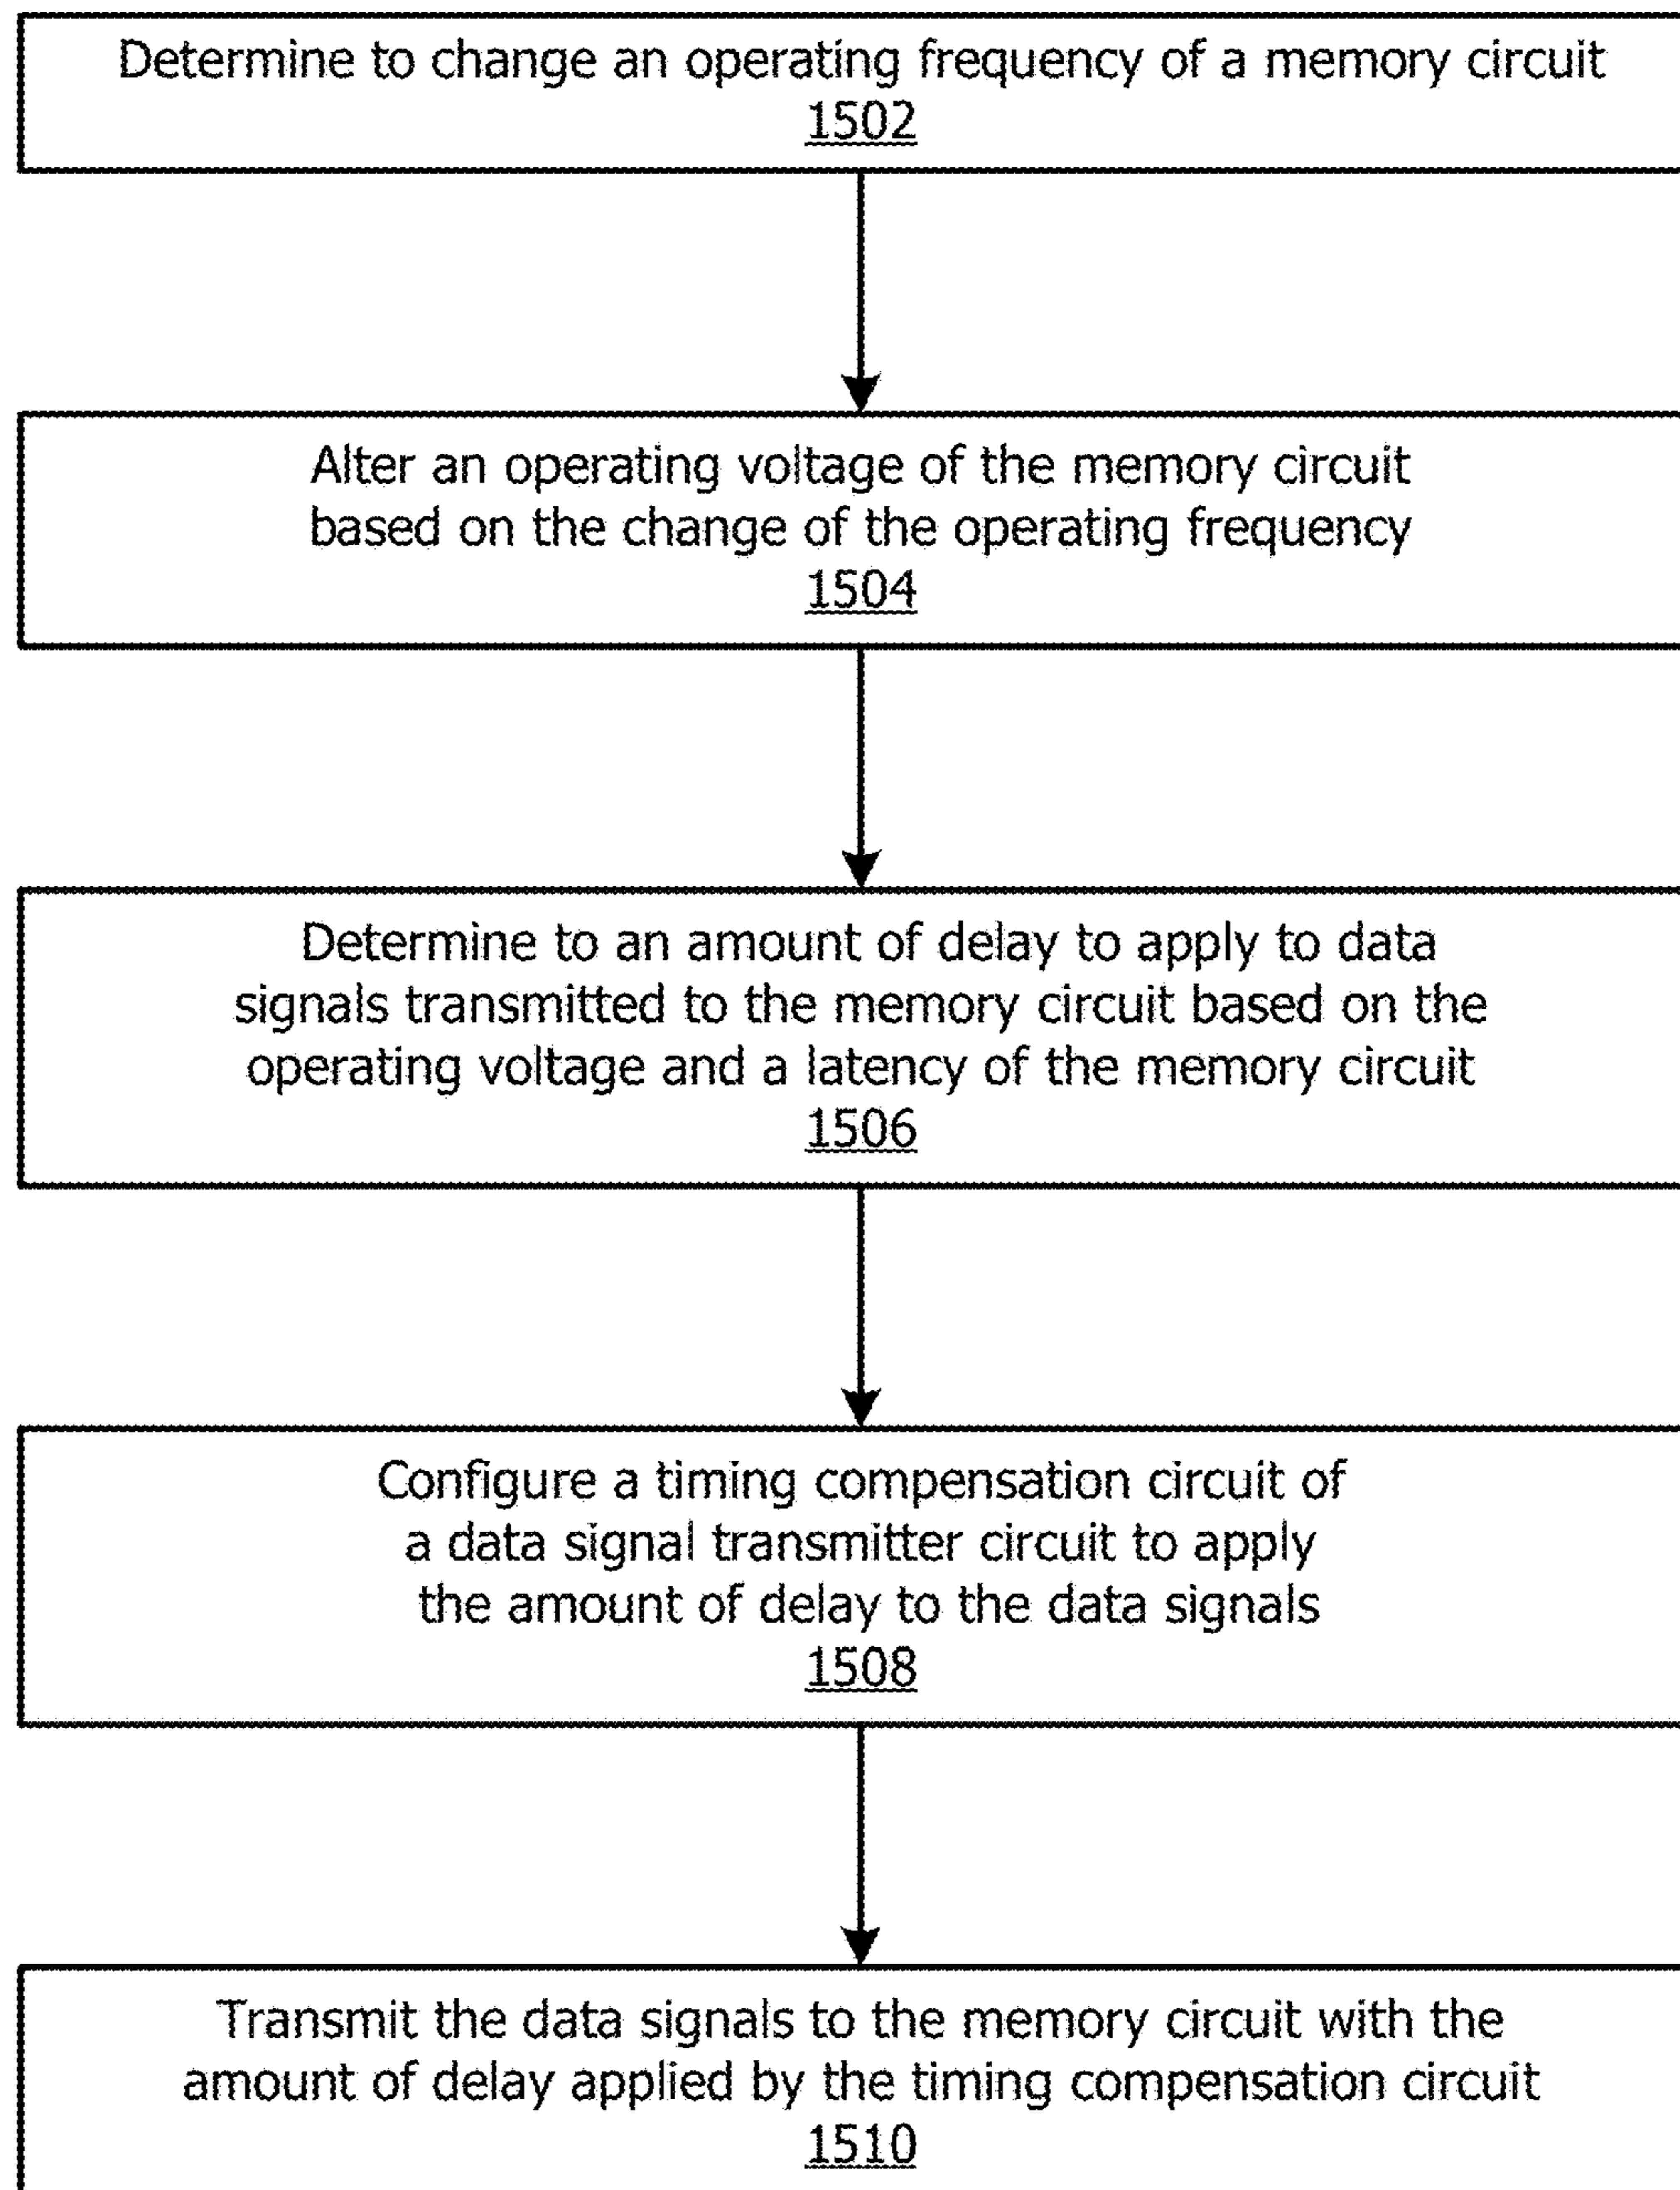 Determine to change an operating frequency of a memory circuit
1502
Alter an operating voltage of the memory circuit
based on the change of the operating frequency
1504
Determine to an amount of delay to apply to data
signals transmitted to the memory circuit based on the
operating voltage and a latency of the memory circuit
1506
Configure a timing compensation circuit of
a data signal transmitter circuit to apply
the amount of delay to the data signals
1508
Transmit the data signals to the memory circuit with the
amount of delay applied by the timing compensation circuit
1510